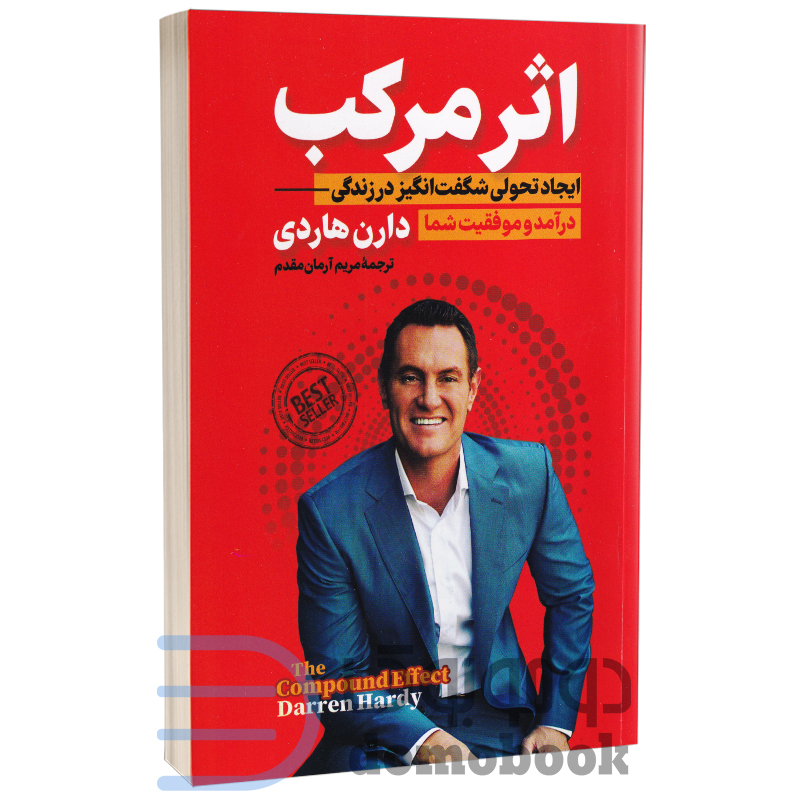 اثر مرکب
ایجاد تحولی شگفت‌انگیز در زندگی
درآمد و موفقیت شما
دارن هاردی
ترجمهٔ مریم آرمان‌مقدم
BEST
SELLER
The
Compound Effect
Darren Hardy
دوموبوک
domobook